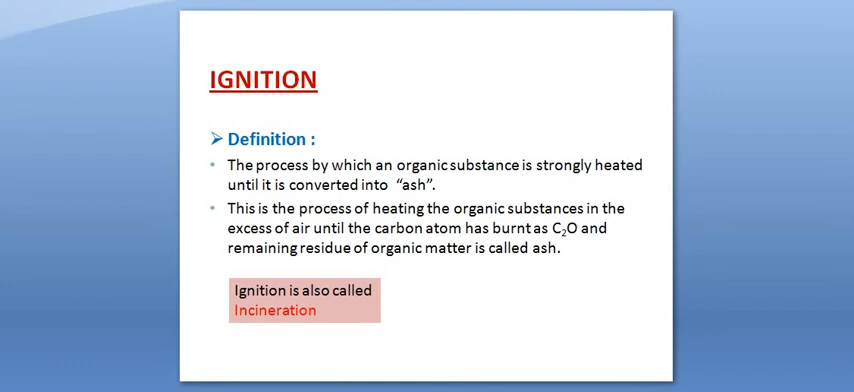 IGNITION
➢ Definition :
• The process by which an organic substance is strongly heated
until it is converted into “ash”.
• This is the process of heating the organic substances in the
excess of air until the carbon atom has burnt as C₂O and
remaining residue of organic matter is called ash.
Ignition is also called
Incineration